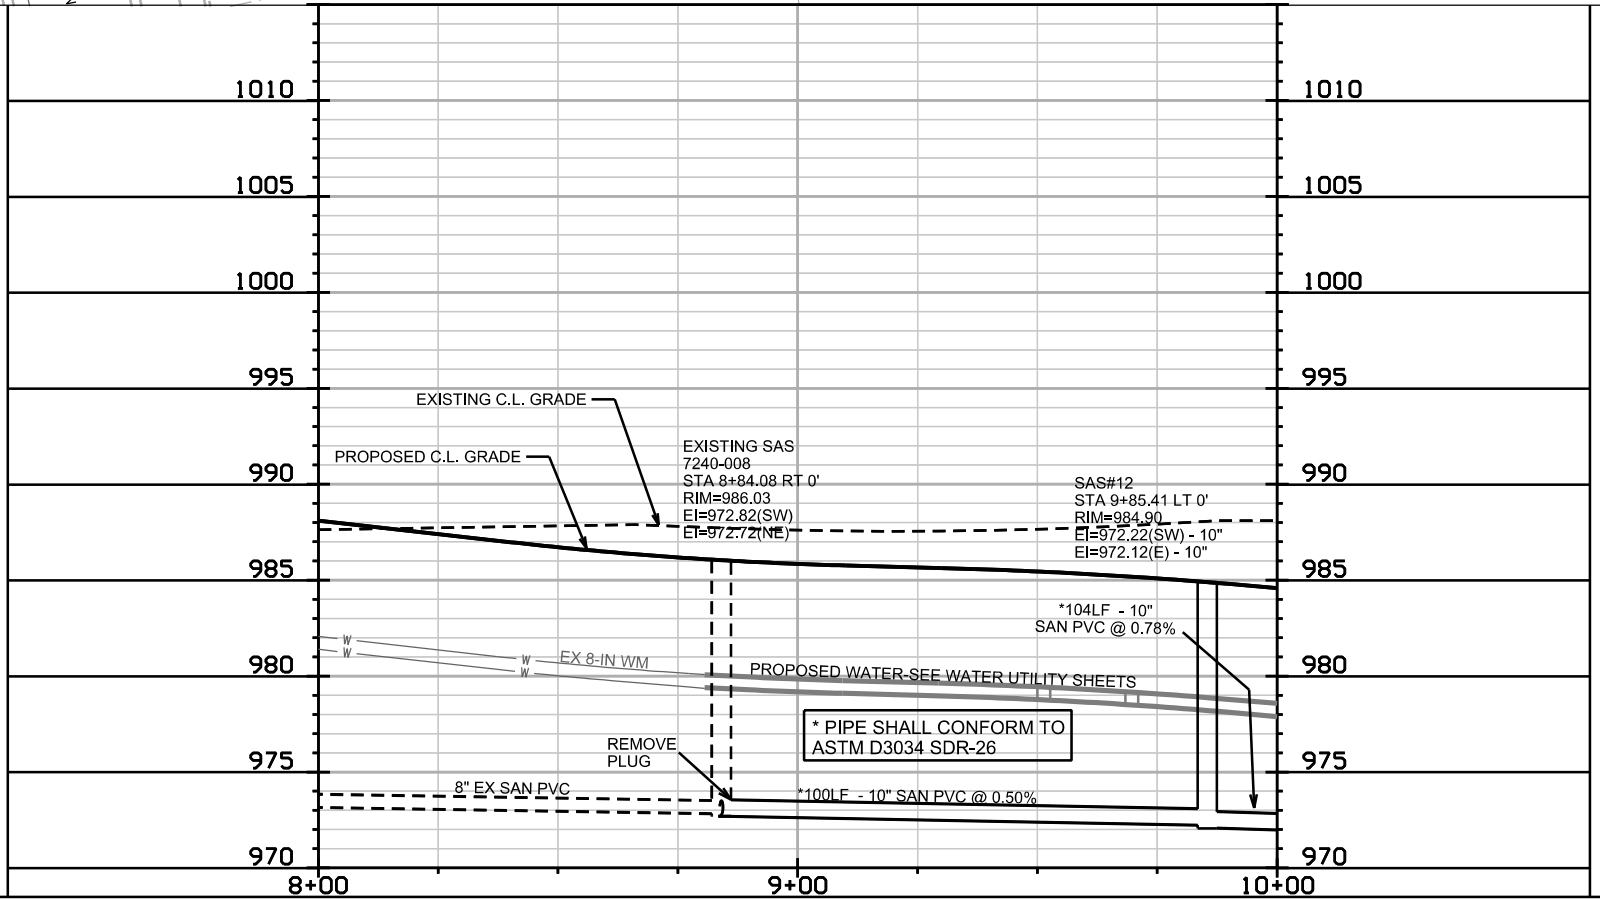 1010 1010
1005 1005
1000 1000
995 995
EXISTING C.L. GRADE
PROPOSED C.L. GRADE
EXISTING SAS
7240-008
STA 8+84.08 RT 0'
RIM=986.03
EI=972.82(SW)
EI=972.72(NE)
990 990
SAS#12
STA 9+85.41 LT 0'
RIM=984.90
EI=972.22(SW) - 10"
EI=972.12(E) - 10"
985 985
*104LF - 10"
SAN PVC @ 0.78%
W
W
W
W
EX 8-IN WM
980 980
PROPOSED WATER-SEE WATER UTILITY SHEETS
* PIPE SHALL CONFORM TO
ASTM D3034 SDR-26
REMOVE
PLUG
975 975
8" EX SAN PVC
*100LF - 10" SAN PVC @ 0.50%
970 970
8+00 9+00 10+00